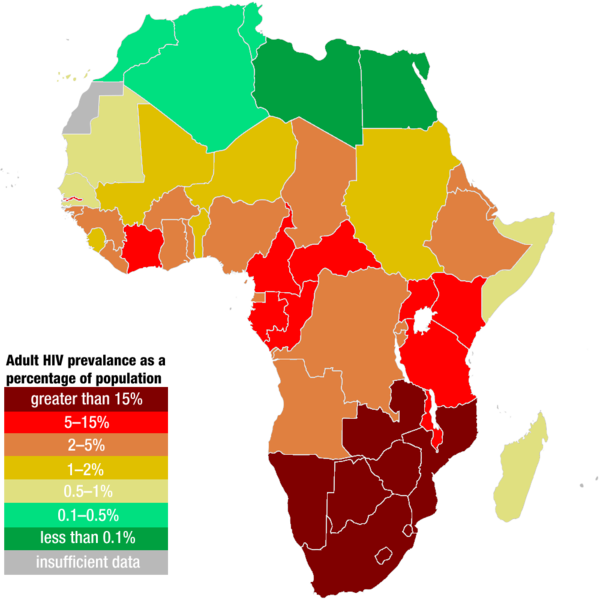 Adult HIV prevalance as a
percentage of population
greater than 15%
5–15%
2–5%
1–2%
0.5–1%
0.1–0.5%
less than 0.1%
insufficient data